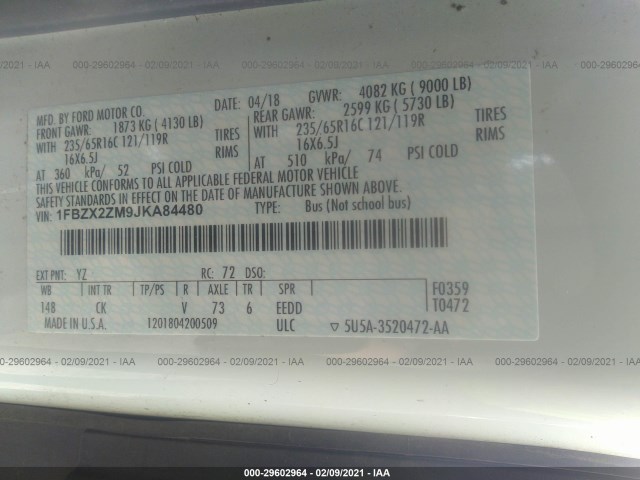 000-29602964 - 02/09/2021 - IAA 000-29602964 - 02/09/2021 - IAA 000-29602964 - 02/09/2021 - IAA
MFD. BY FORD MOTOR CO. DATE: 04/18 GVWR: 4082 KG ( 9000 LB)
FRONT GAWR: 1873 KG ( 4130 LB) REAR GAWR: 2599 KG ( 5730 LB)
WITH 235/65R16C 121/119R TIRES WITH 235/65R16C 121/119R TIRES
16X6.5J RIMS 16X6.5J RIMS
AT 360 kPa/ 52 PSI COLD AT 510 kPa/ 74 PSI COLD
THIS VEHICLE CONFORMS TO ALL APPLICABLE FEDERAL MOTOR VEHICLE
SAFETY STANDARDS IN EFFECT ON THE DATE OF MANUFACTURE SHOWN ABOVE.
VIN: 1FBZX2ZM9JKA84480 TYPE: Bus (Not school bus)
EXT PNT: YZ RC: 72 DSO:
WB INT TR TP/PS R AXLE TR SPR F0359
148 CK V 73 6 EEDD T0472
MADE IN U.S.A. 1201804200509 ULC ▽ 5U5A-3520472-AA
000-29602964 - 02/09/2021 - IAA 000-29602964 - 02/09/2021 - IAA 000-29602964 - 02/09/2021 - IAA
000-29602964 - 02/09/2021 - IAA